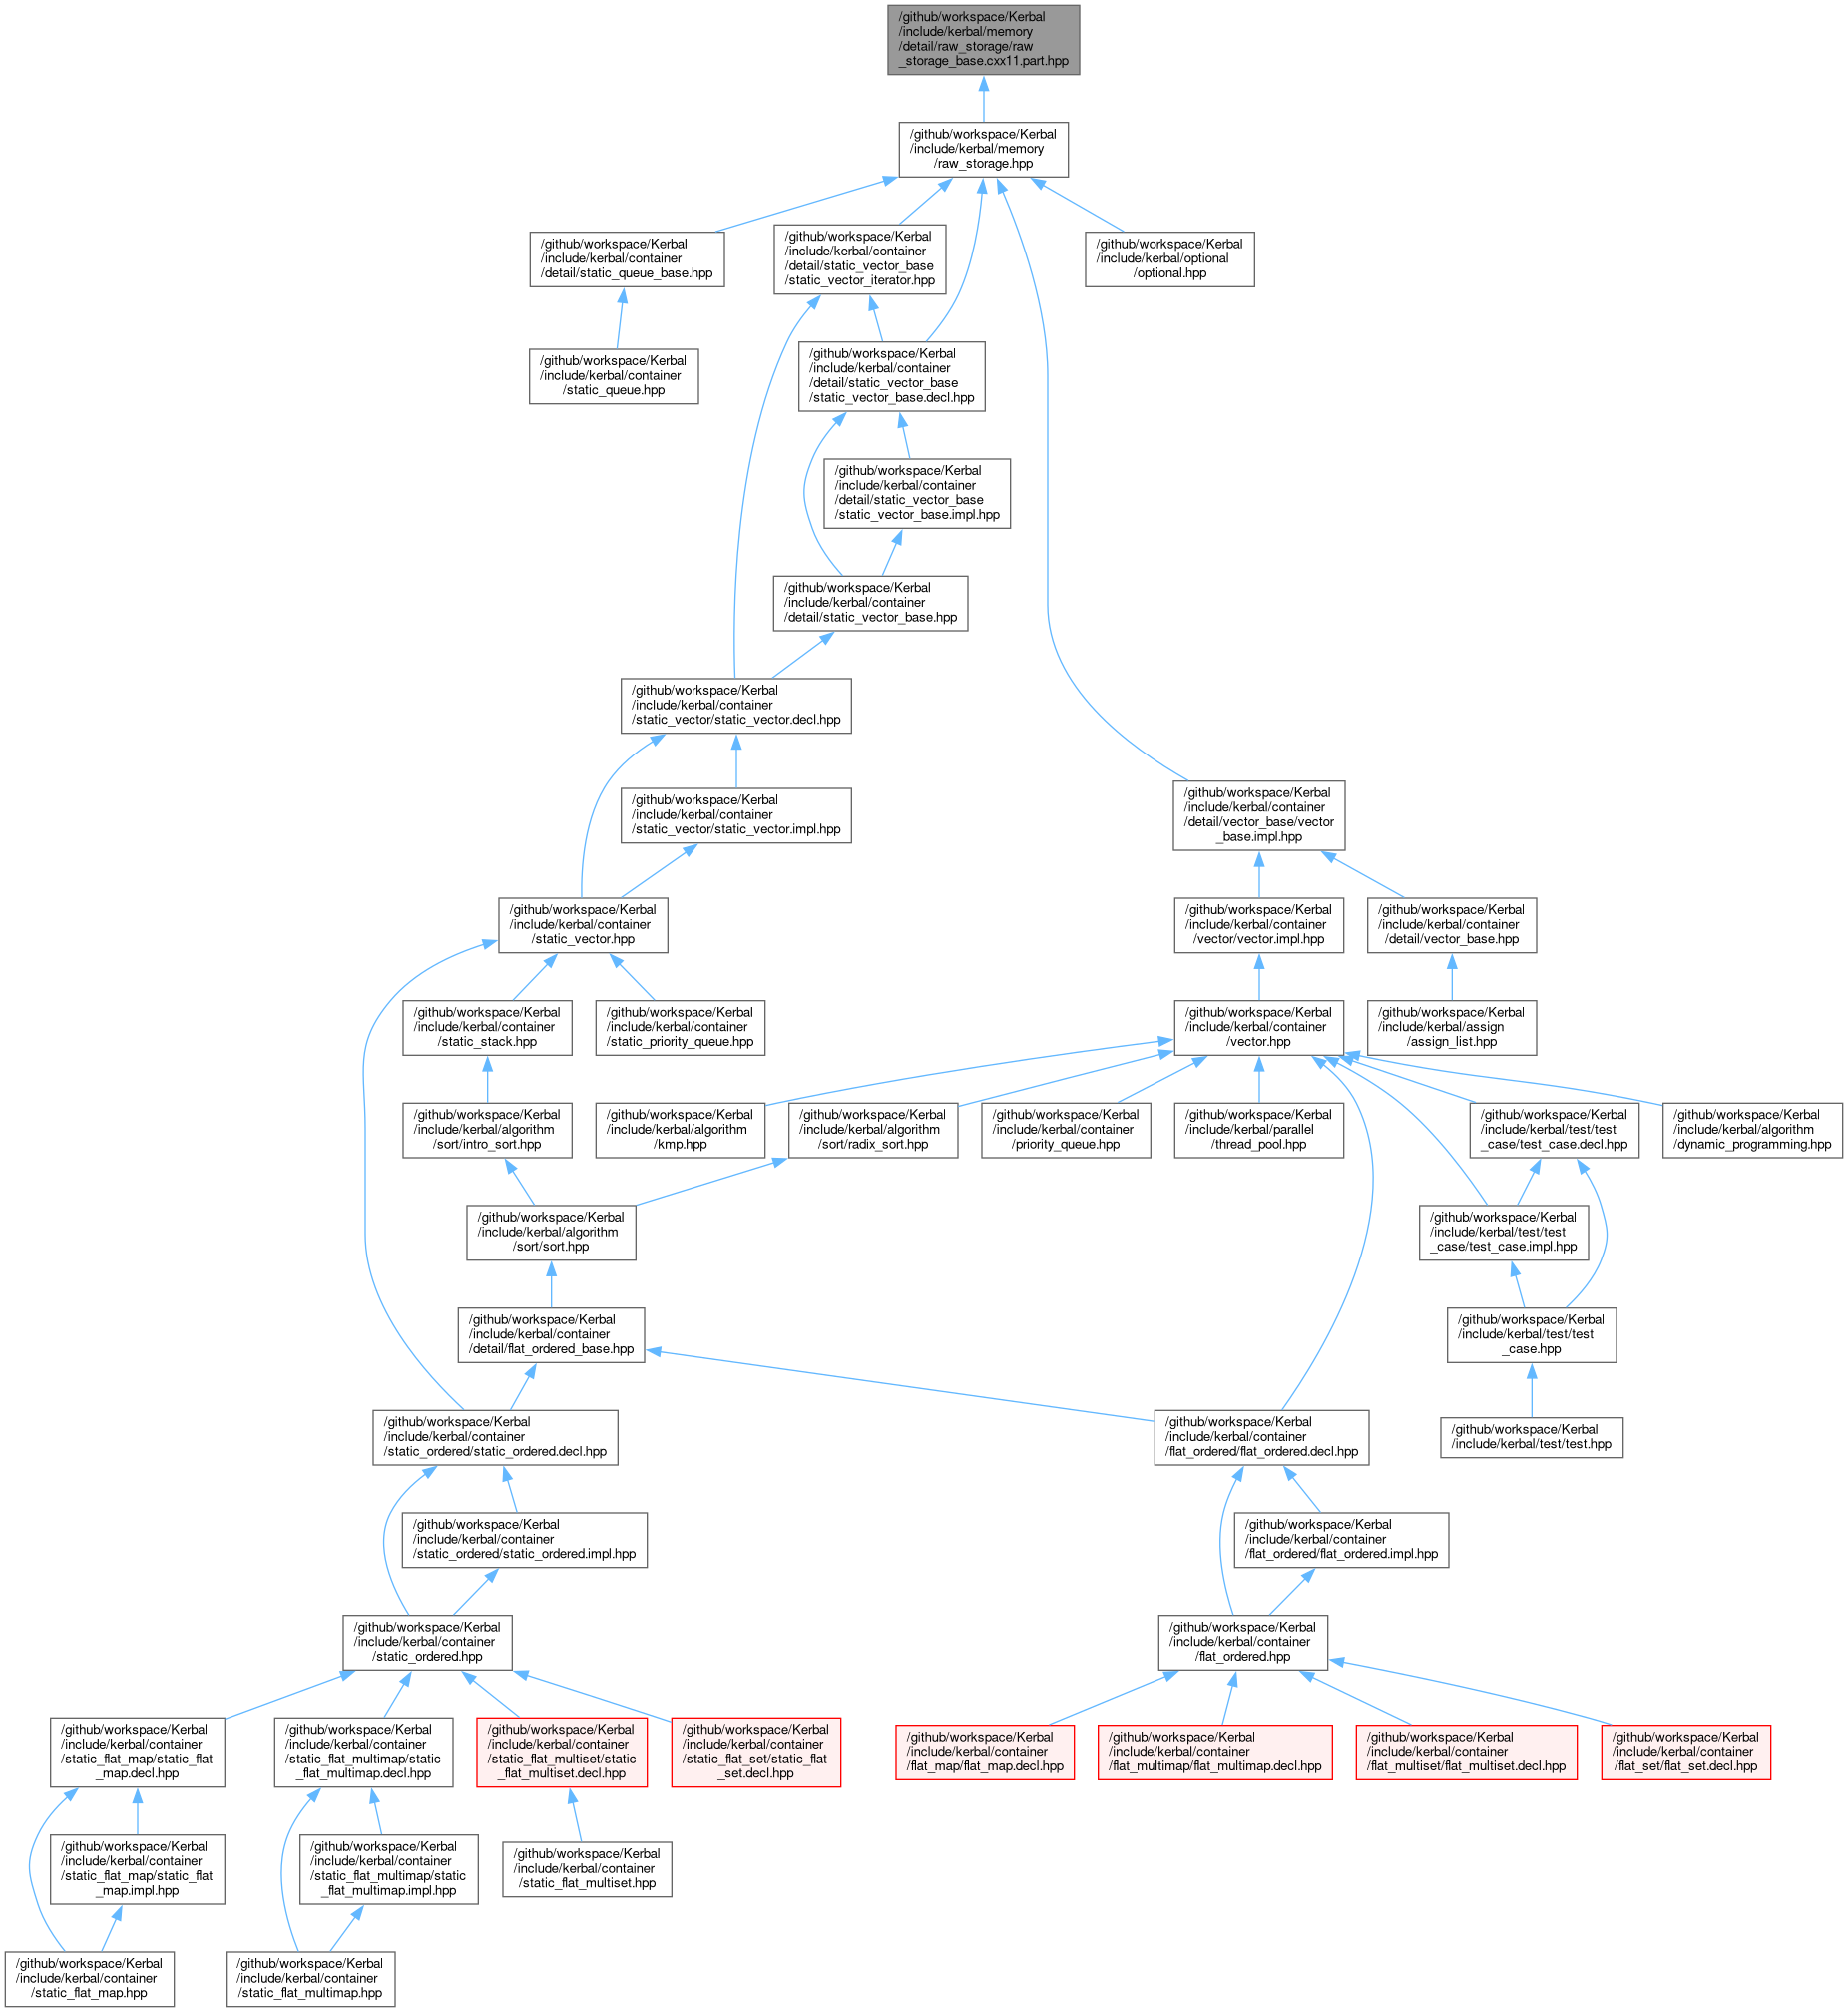 /github/workspace/Kerbal
/include/kerbal/memory
/detail/raw_storage/raw
_storage_base.cxx11.part.hpp
/github/workspace/Kerbal
/include/kerbal/memory
/raw_storage.hpp
/github/workspace/Kerbal
/include/kerbal/container
/detail/static_queue_base.hpp
/github/workspace/Kerbal
/include/kerbal/container
/detail/static_vector_base
/static_vector_iterator.hpp
/github/workspace/Kerbal
/include/kerbal/optional
/optional.hpp
/github/workspace/Kerbal
/include/kerbal/container
/static_queue.hpp
/github/workspace/Kerbal
/include/kerbal/container
/detail/static_vector_base
/static_vector_base.decl.hpp
/github/workspace/Kerbal
/include/kerbal/container
/detail/static_vector_base
/static_vector_base.impl.hpp
/github/workspace/Kerbal
/include/kerbal/container
/detail/static_vector_base.hpp
/github/workspace/Kerbal
/include/kerbal/container
/static_vector/static_vector.decl.hpp
/github/workspace/Kerbal
/include/kerbal/container
/static_vector/static_vector.impl.hpp
/github/workspace/Kerbal
/include/kerbal/container
/detail/vector_base/vector
_base.impl.hpp
/github/workspace/Kerbal
/include/kerbal/container
/static_vector.hpp
/github/workspace/Kerbal
/include/kerbal/container
/vector/vector.impl.hpp
/github/workspace/Kerbal
/include/kerbal/container
/detail/vector_base.hpp
/github/workspace/Kerbal
/include/kerbal/container
/static_stack.hpp
/github/workspace/Kerbal
/include/kerbal/container
/static_priority_queue.hpp
/github/workspace/Kerbal
/include/kerbal/container
/vector.hpp
/github/workspace/Kerbal
/include/kerbal/assign
/assign_list.hpp
/github/workspace/Kerbal
/include/kerbal/algorithm
/sort/intro_sort.hpp
/github/workspace/Kerbal
/include/kerbal/algorithm
/kmp.hpp
/github/workspace/Kerbal
/include/kerbal/algorithm
/sort/radix_sort.hpp
/github/workspace/Kerbal
/include/kerbal/container
/priority_queue.hpp
/github/workspace/Kerbal
/include/kerbal/parallel
/thread_pool.hpp
/github/workspace/Kerbal
/include/kerbal/test/test
_case/test_case.decl.hpp
/github/workspace/Kerbal
/include/kerbal/algorithm
/dynamic_programming.hpp
/github/workspace/Kerbal
/include/kerbal/algorithm
/sort/sort.hpp
/github/workspace/Kerbal
/include/kerbal/test/test
_case/test_case.impl.hpp
/github/workspace/Kerbal
/include/kerbal/container
/detail/flat_ordered_base.hpp
/github/workspace/Kerbal
/include/kerbal/test/test
_case.hpp
/github/workspace/Kerbal
/include/kerbal/container
/static_ordered/static_ordered.decl.hpp
/github/workspace/Kerbal
/include/kerbal/container
/flat_ordered/flat_ordered.decl.hpp
/github/workspace/Kerbal
/include/kerbal/test/test.hpp
/github/workspace/Kerbal
/include/kerbal/container
/static_ordered/static_ordered.impl.hpp
/github/workspace/Kerbal
/include/kerbal/container
/flat_ordered/flat_ordered.impl.hpp
/github/workspace/Kerbal
/include/kerbal/container
/static_ordered.hpp
/github/workspace/Kerbal
/include/kerbal/container
/flat_ordered.hpp
/github/workspace/Kerbal
/include/kerbal/container
/static_flat_map/static_flat
_map.decl.hpp
/github/workspace/Kerbal
/include/kerbal/container
/static_flat_multimap/static
_flat_multimap.decl.hpp
/github/workspace/Kerbal
/include/kerbal/container
/static_flat_multiset/static
_flat_multiset.decl.hpp
/github/workspace/Kerbal
/include/kerbal/container
/static_flat_set/static_flat
_set.decl.hpp
/github/workspace/Kerbal
/include/kerbal/container
/flat_map/flat_map.decl.hpp
/github/workspace/Kerbal
/include/kerbal/container
/flat_multimap/flat_multimap.decl.hpp
/github/workspace/Kerbal
/include/kerbal/container
/flat_multiset/flat_multiset.decl.hpp
/github/workspace/Kerbal
/include/kerbal/container
/flat_set/flat_set.decl.hpp
/github/workspace/Kerbal
/include/kerbal/container
/static_flat_map/static_flat
_map.impl.hpp
/github/workspace/Kerbal
/include/kerbal/container
/static_flat_multimap/static
_flat_multimap.impl.hpp
/github/workspace/Kerbal
/include/kerbal/container
/static_flat_multiset.hpp
/github/workspace/Kerbal
/include/kerbal/container
/static_flat_map.hpp
/github/workspace/Kerbal
/include/kerbal/container
/static_flat_multimap.hpp